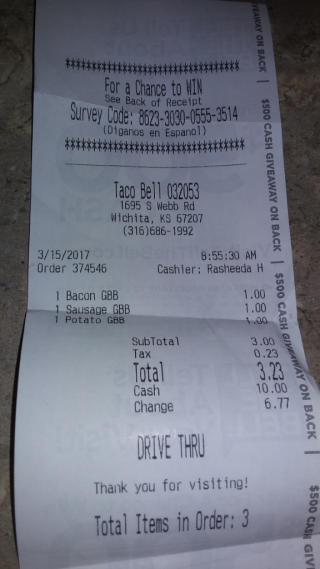 ************************************
For a Chance to WIN
See Back of Receipt
Survey Code: 8623-3030-0555-3514
(Diganos en Espanol)
************************************
Taco Bell 032053
1695 S Webb Rd
Wichita, KS 67207
(316)686-1992
3/15/2017 8:55:30 AM
Order 374546 Cashier: Rasheeda H
1 Bacon GBB 1.00
1 Sausage GBB 1.00
1 Potato GBB 1.00
SubTotal 3.00
Tax 0.23
Total 3.23
Cash 10.00
Change 6.77
DRIVE THRU
Thank you for visiting!
Total Items in Order: 3
GIVEAWAY ON BACK |
$500 CASH GIVEAWAY ON BACK |
$500 CASH GIVEAWAY ON BACK |
$500 CASH GIV